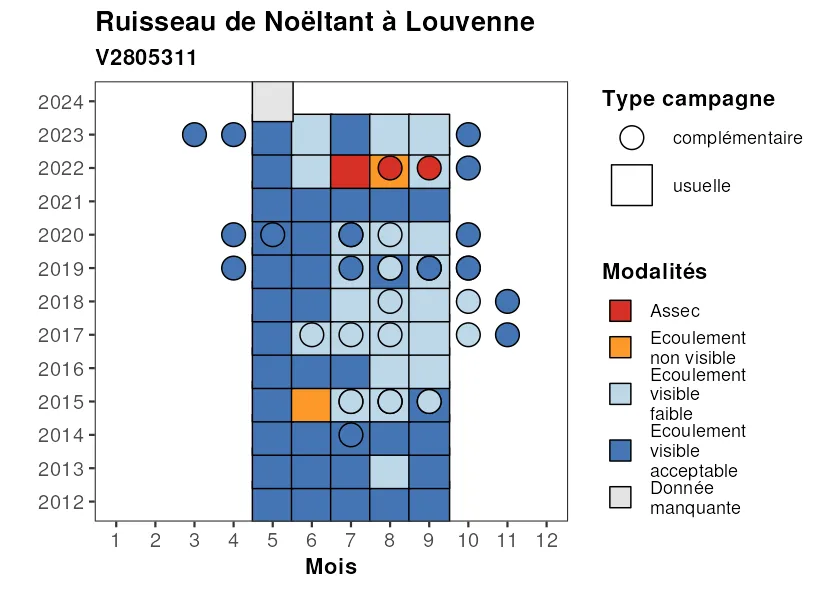 Ruisseau de Noëltant à Louvenne
V2805311
2024
2023
2022
2021
2020
2019
2018
2017
2016
2015
2014
2013
2012
1 2 3 4 5 6 7 8 9 10 11 12
Mois
Type campagne
complémentaire
usuelle
Modalités
Assec
Ecoulement
non visible
Ecoulement
visible
faible
Ecoulement
visible
acceptable
Donnée
manquante